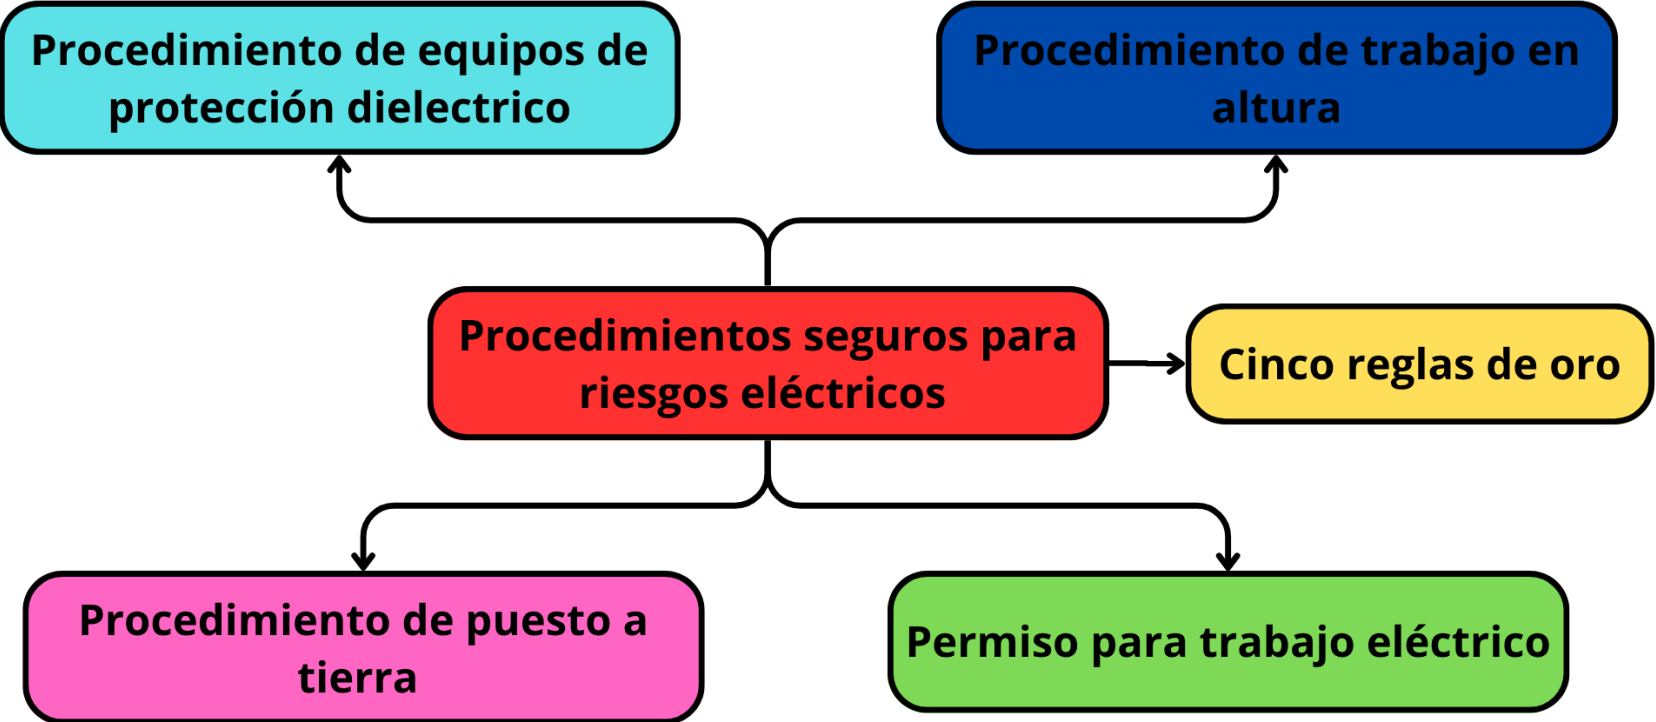 Procedimiento de equipos de
protección dielectrico
Procedimiento de trabajo en
altura
Procedimientos seguros para
riesgos eléctricos
Cinco reglas de oro
Procedimiento de puesto a
tierra
Permiso para trabajo eléctrico